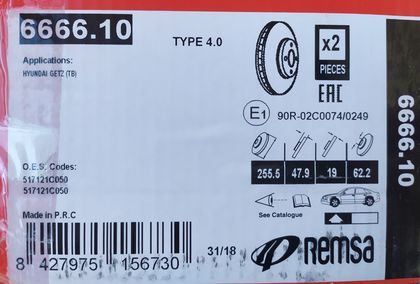 6666.10
TYPE 4.0
x2
PIECES
Applications:
HYUNDAI GETZ (TB)
EAC
E1 90R-02C0074/0249
6666.10
O.E.S. Codes:
517121C050
517121C050
255.5 47.9 19 62.2
See Catalogue
Made in P.R.C
31/18
8 427975 156730
Remsa